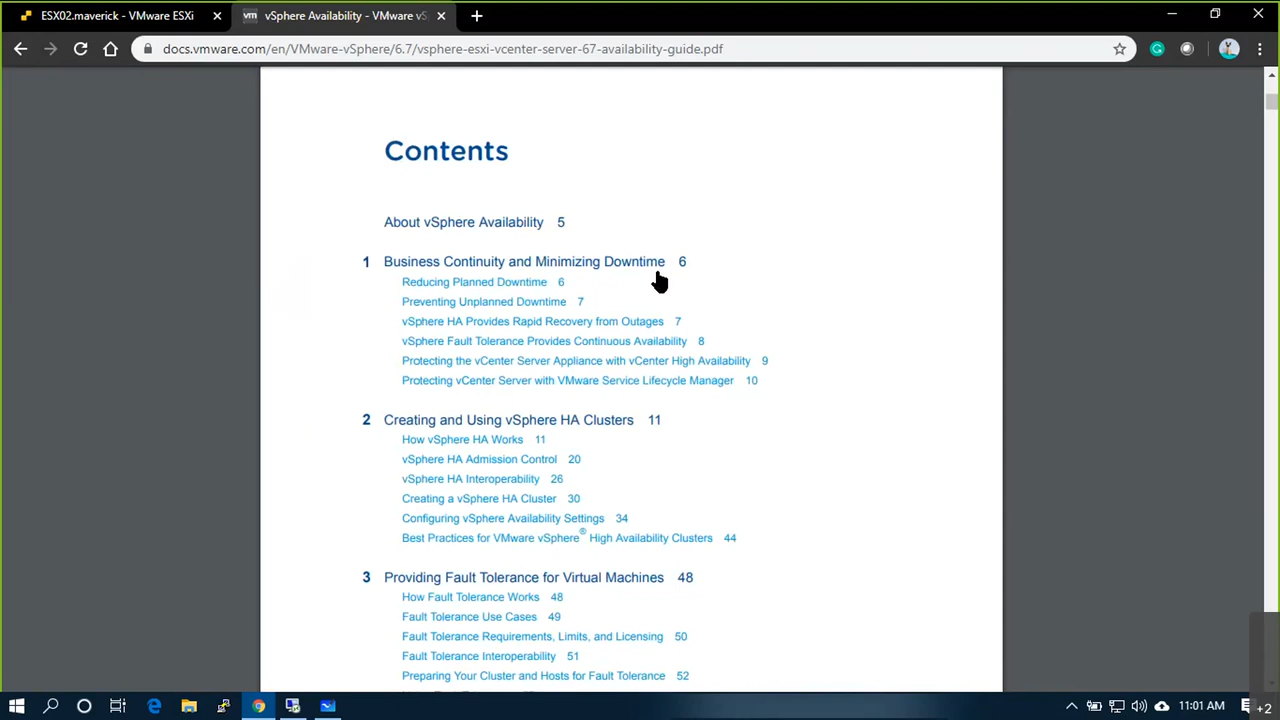 ESX02.maverick - VMware ESXi
vSphere Availability - VMware vS
docs.vmware.com/en/VMware-vSphere/6.7/vsphere-esxi-vcenter-server-67-availability-guide.pdf
Contents
About vSphere Availability 5
1 Business Continuity and Minimizing Downtime 6
Reducing Planned Downtime 6
Preventing Unplanned Downtime 7
vSphere HA Provides Rapid Recovery from Outages 7
vSphere Fault Tolerance Provides Continuous Availability 8
Protecting the vCenter Server Appliance with vCenter High Availability 9
Protecting vCenter Server with VMware Service Lifecycle Manager 10
2 Creating and Using vSphere HA Clusters 11
How vSphere HA Works 11
vSphere HA Admission Control 20
vSphere HA Interoperability 26
Creating a vSphere HA Cluster 30
Configuring vSphere Availability Settings 34
Best Practices for VMware vSphere® High Availability Clusters 44
3 Providing Fault Tolerance for Virtual Machines 48
How Fault Tolerance Works 48
Fault Tolerance Use Cases 49
Fault Tolerance Requirements, Limits, and Licensing 50
Fault Tolerance Interoperability 51
Preparing Your Cluster and Hosts for Fault Tolerance 52
11:01 AM
+2